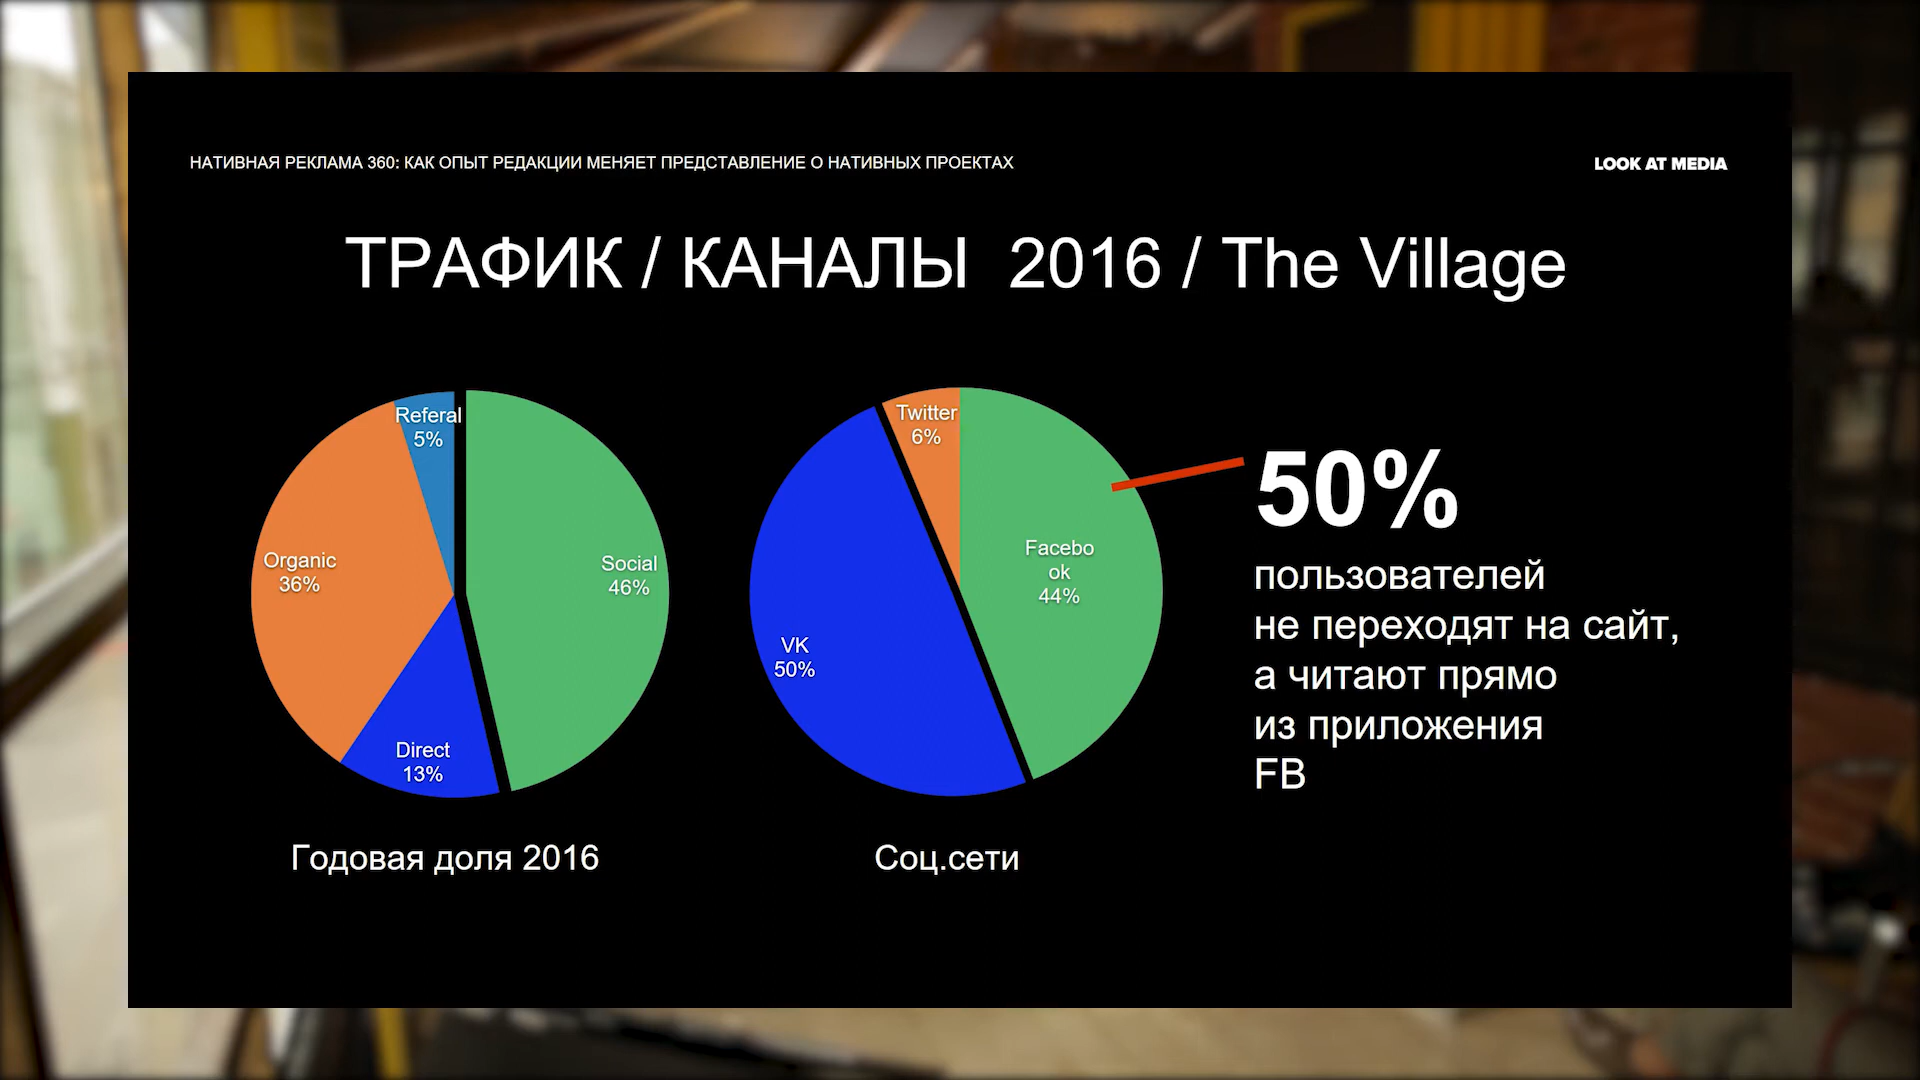 НАТИВНАЯ РЕКЛАМА 360: КАК ОПЫТ РЕДАКЦИИ МЕНЯЕТ ПРЕДСТАВЛЕНИЕ О НАТИВНЫХ ПРОЕКТАХ
LOOK AT MEDIA
ТРАФИК / КАНАЛЫ 2016 / The Village
Referal
5%
Organic
36%
Social
46%
Direct
13%
Годовая доля 2016
Twitter
6%
Facebo
ok
44%
VK
50%
Соц.сети
50%
пользователей
не переходят на сайт,
а читают прямо
из приложения
FB